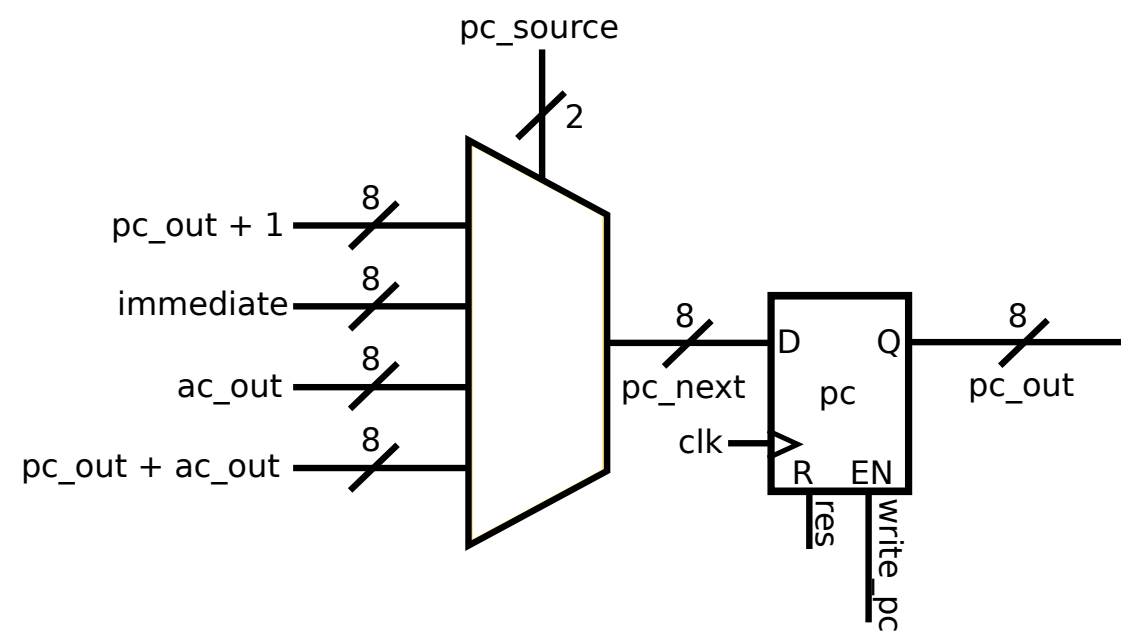 pc_source
2
8
pc_out + 1
8
immediate
8
ac_out
8
pc_out + ac_out
8
pc_next
D
Q
pc
clk
R
EN
res
write_pc
8
pc_out